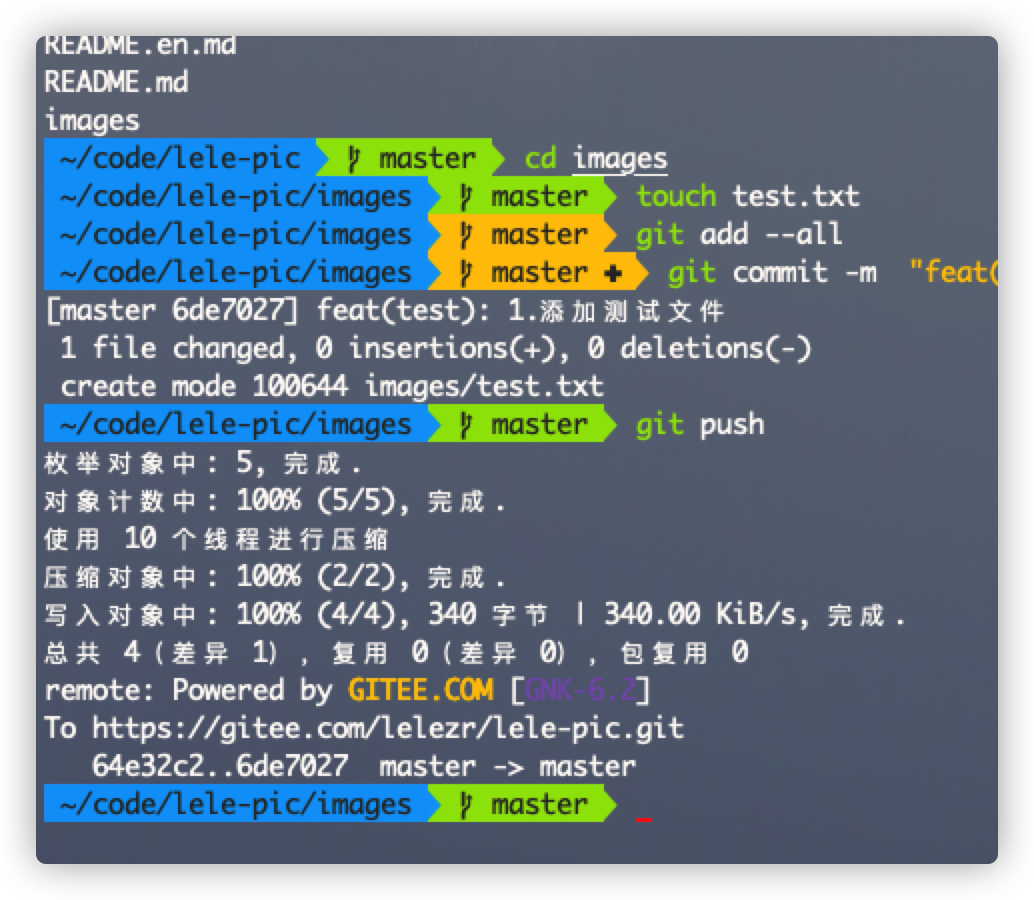 README.en.md
README.md
images
~/code/lele-pic master cd images
~/code/lele-pic/images master touch test.txt
~/code/lele-pic/images master git add --all
~/code/lele-pic/images master + git commit -m "feat(
[master 6de7027] feat(test): 1.添加测试文件
1 file changed, 0 insertions(+), 0 deletions(-)
create mode 100644 images/test.txt
~/code/lele-pic/images master git push
枚举对象中: 5, 完成.
对象计数中: 100% (5/5), 完成.
使用 10 个线程进行压缩
压缩对象中: 100% (2/2), 完成.
写入对象中: 100% (4/4), 340 字节 | 340.00 KiB/s, 完成.
总共 4（差异 1），复用 0（差异 0），包复用 0
remote: Powered by GITEE.COM [GNK-6.2]
To https://gitee.com/lelezr/lele-pic.git
64e32c2..6de7027 master -> master
~/code/lele-pic/images master